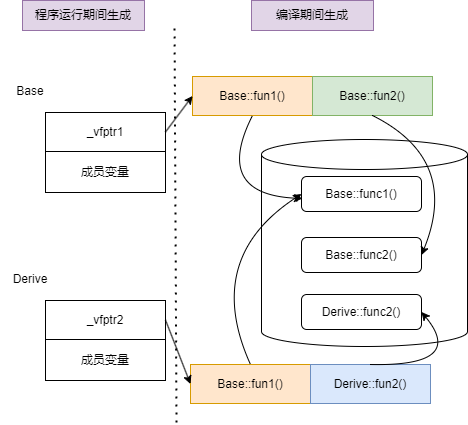 程序运行期间生成
编译期间生成
Base
_vfptr1
成员变量
Base::fun1()
Base::fun2()
Base::func1()
Base::func2()
Derive::func2()
Derive
_vfptr2
成员变量
Base::fun1()
Derive::fun2()